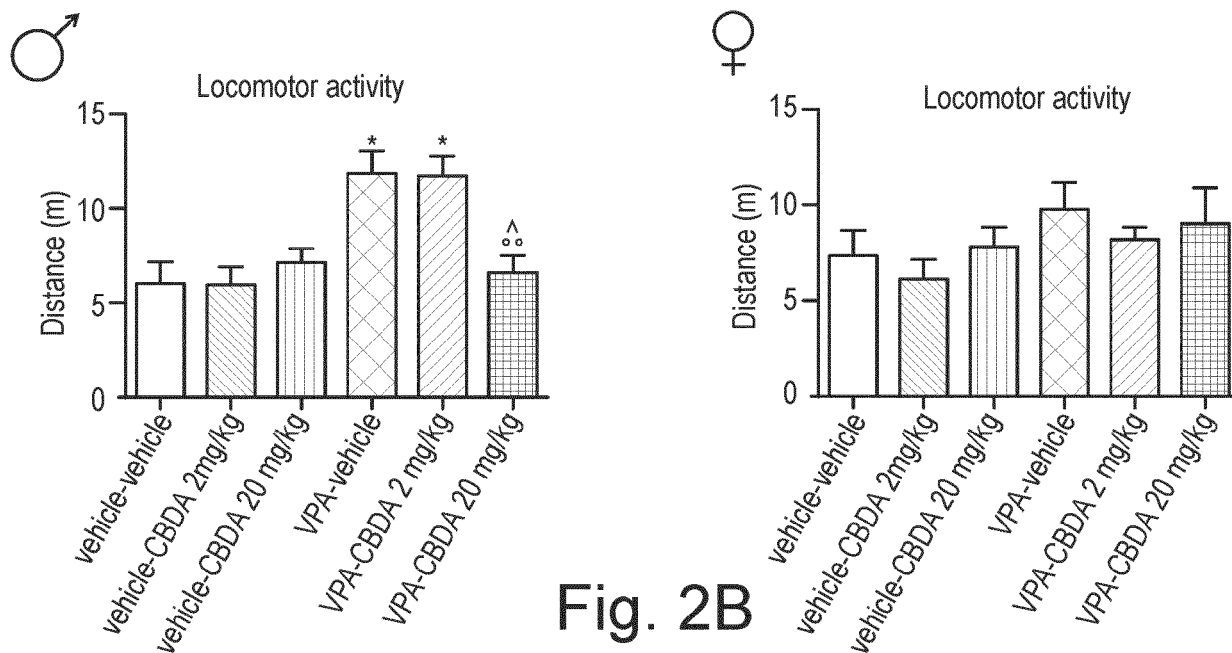 ♂
Locomotor activity
15
10
5
0
Distance (m)
*
*
^
°°
vehicle-vehicle
vehicle-CBDA 2mg/kg
vehicle-CBDA 20 mg/kg
VPA-vehicle
VPA-CBDA 2 mg/kg
VPA-CBDA 20 mg/kg
♀
Locomotor activity
15
10
5
0
Distance (m)
vehicle-vehicle
vehicle-CBDA 2mg/kg
vehicle-CBDA 20 mg/kg
VPA-vehicle
VPA-CBDA 2 mg/kg
VPA-CBDA 20 mg/kg
Fig. 2B